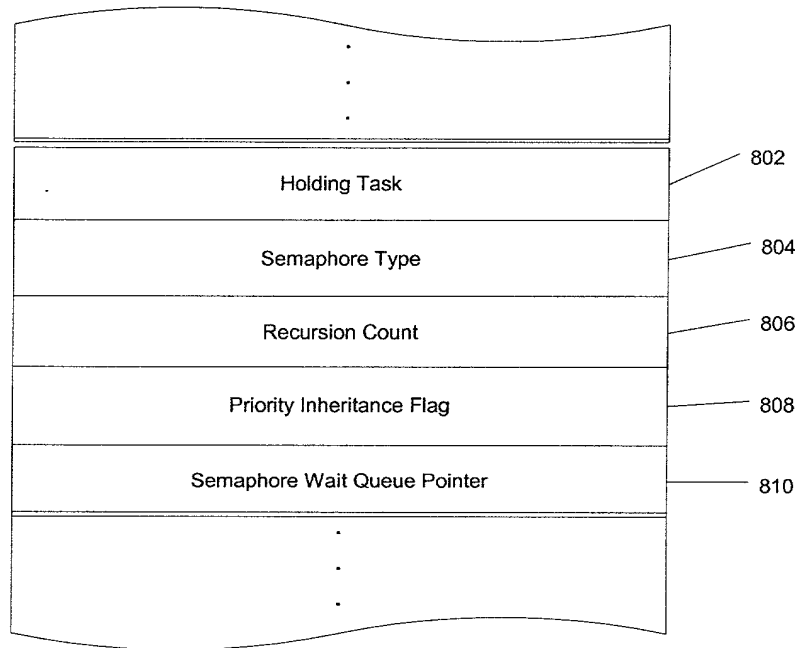 Holding Task
802
Semaphore Type
804
Recursion Count
806
Priority Inheritance Flag
808
Semaphore Wait Queue Pointer
810